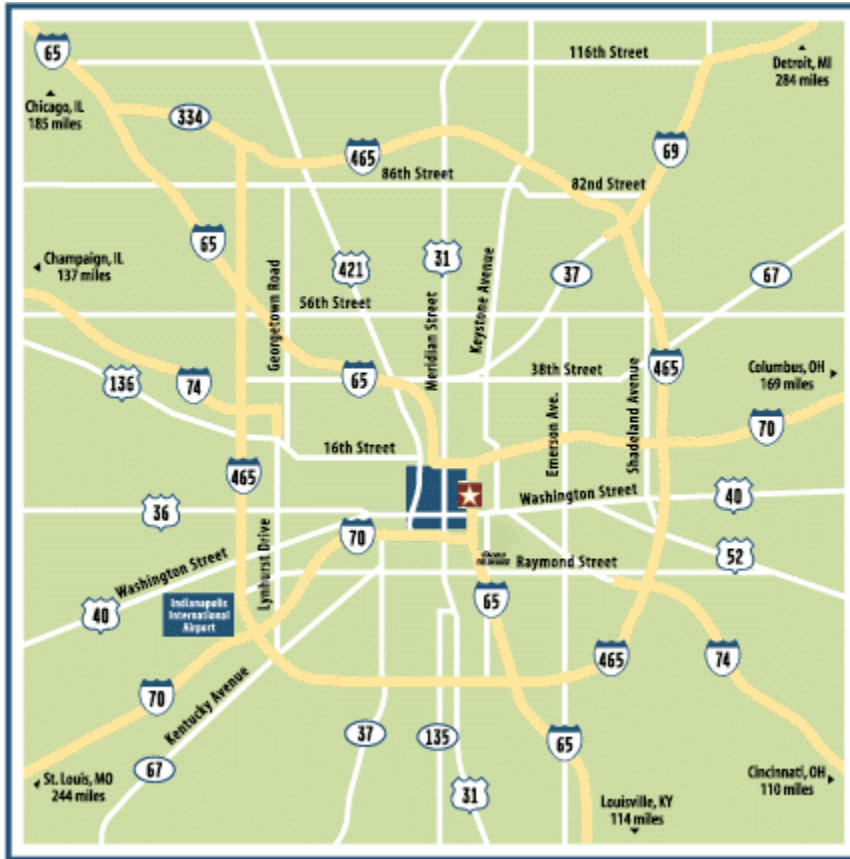 65
116th Street
Detroit, MI
284 miles
Chicago, IL
185 miles
334
465
69
86th Street
82nd Street
65
31
Champaign, IL
137 miles
421
37
67
Georgetown Road
56th Street
Meridian Street
Keystone Avenue
136
74
65
38th Street
465
Columbus, OH
169 miles
Emerson Ave.
Shadeland Avenue
70
16th Street
465
36
Washington Street
40
70
Lynhurst Drive
Washington Street
Raymond Street
52
Indianapolis
International
Airport
40
65
465
74
70
Kentucky Avenue
37
135
65
67
St. Louis, MO
244 miles
31
Louisville, KY
114 miles
Cincinnati, OH
110 miles